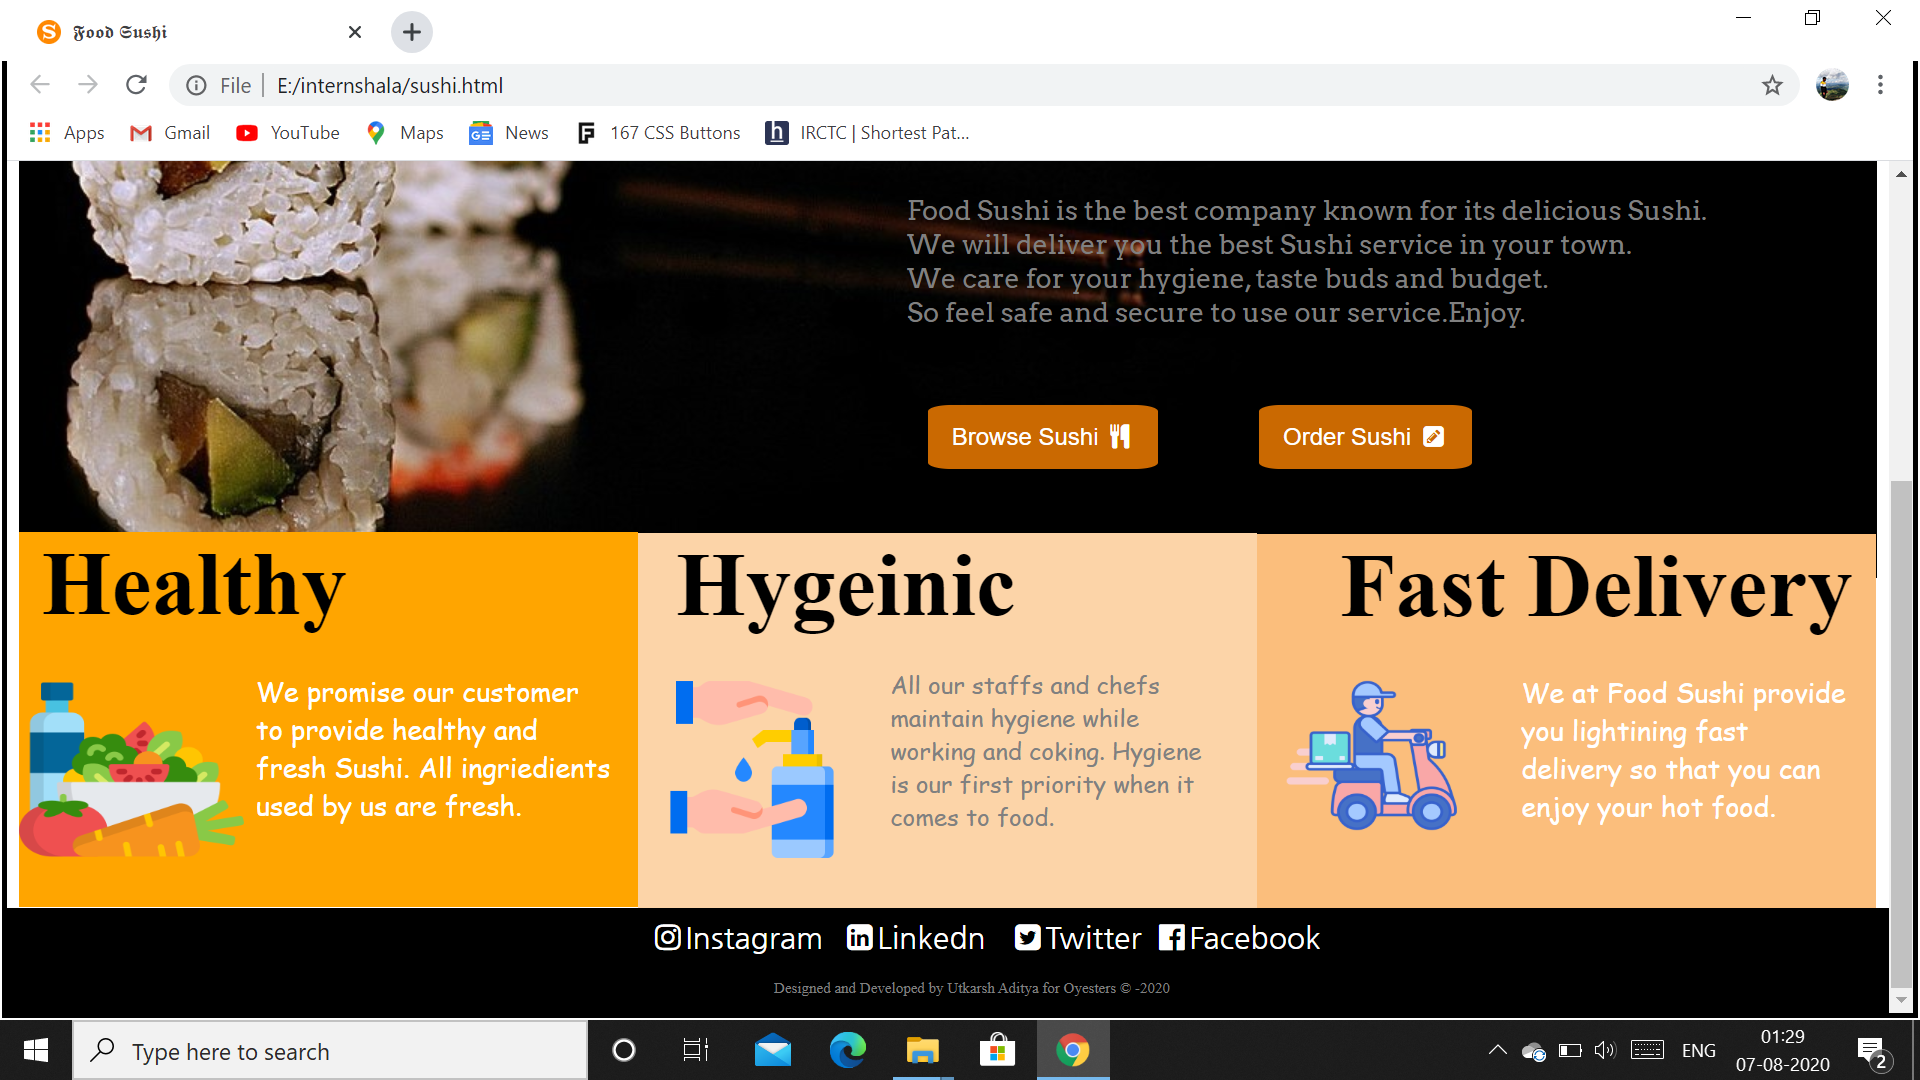 𝕱ood Sushi
File | E:/internshala/sushi.html
Apps Gmail YouTube Maps News 167 CSS Buttons IRCTC | Shortest Pat...
Food Sushi is the best company known for its delicious Sushi.
We will deliver you the best Sushi service in your town.
We care for your hygiene, taste buds and budget.
So feel safe and secure to use our service.Enjoy.
Browse Sushi
Order Sushi
Healthy
We promise our customer
to provide healthy and
fresh Sushi. All ingriedients
used by us are fresh.
Hygeinic
All our staffs and chefs
maintain hygiene while
working and coking. Hygiene
is our first priority when it
comes to food.
Fast Delivery
We at Food Sushi provide
you lightining fast
delivery so that you can
enjoy your hot food.
Instagram Linkedn Twitter Facebook
Designed and Developed by Utkarsh Aditya for Oyesters © -2020
Type here to search
ENG
01:29
07-08-2020
2